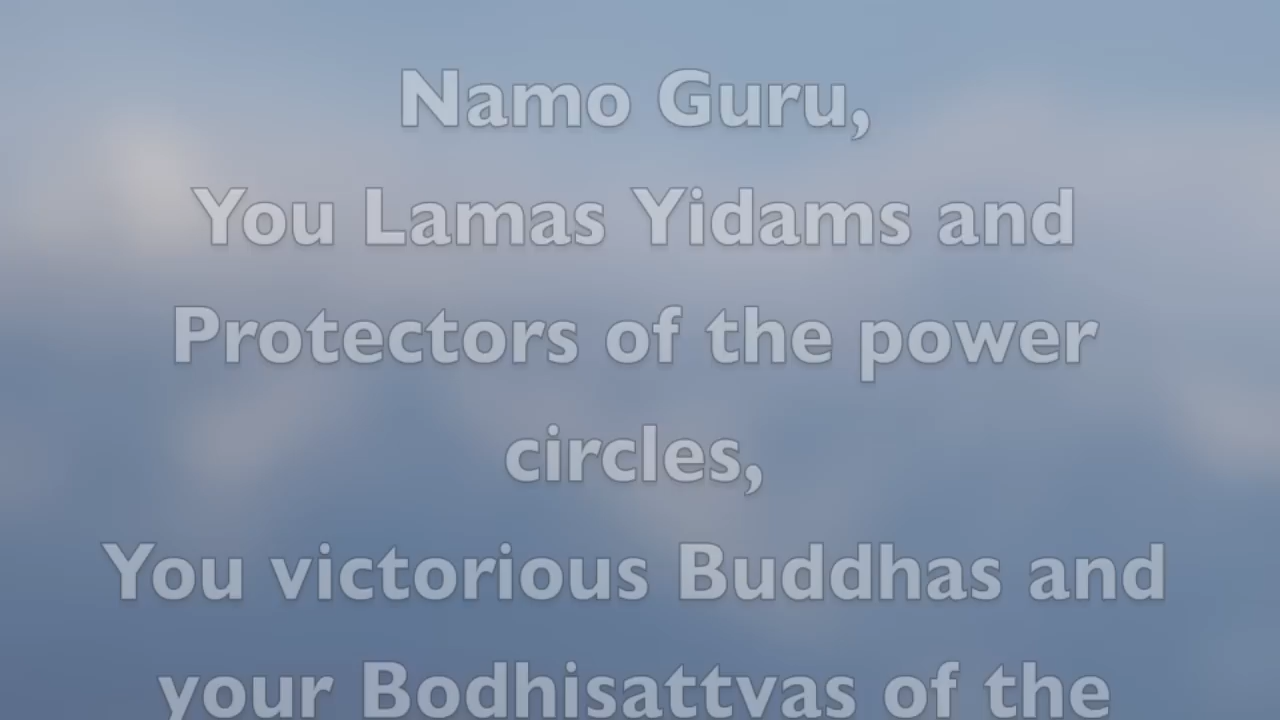 Namo Guru,
You Lamas Yidams and
Protectors of the power
circles,
You victorious Buddhas and
your Bodhisattvas of the